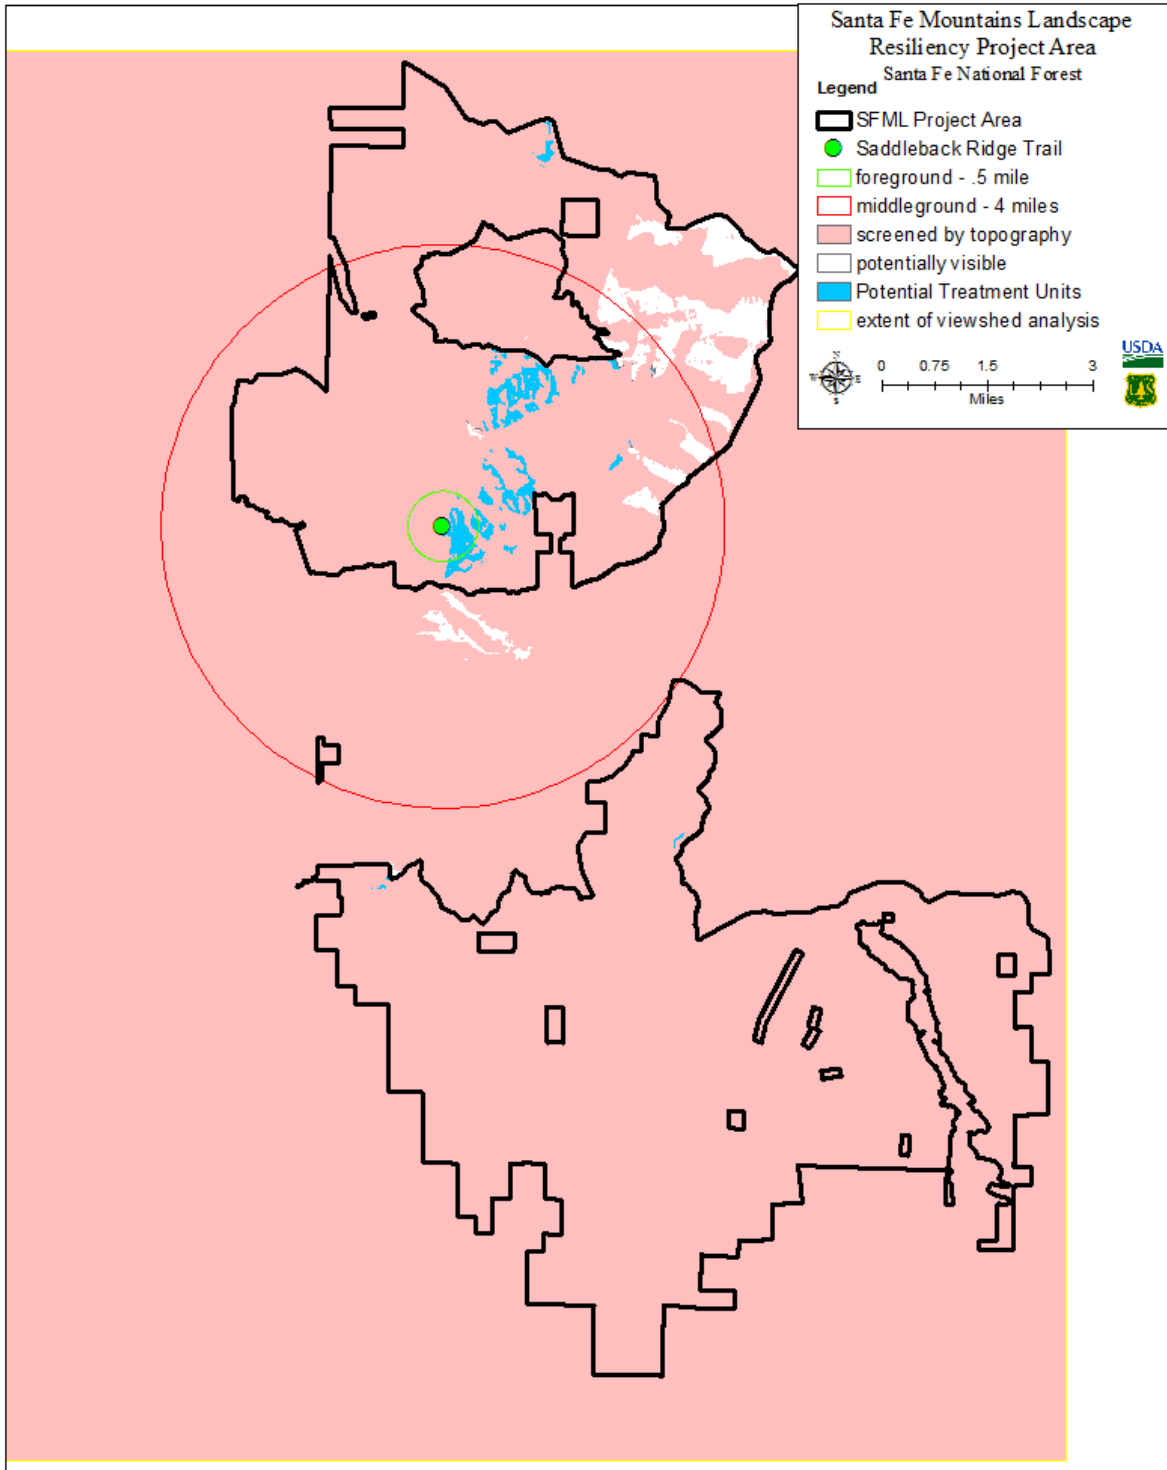 Santa Fe Mountains Landscape
Resiliency Project Area
Santa Fe National Forest
Legend
SFML Project Area
Saddleback Ridge Trail
foreground - .5 mile
middleground - 4 miles
screened by topography
potentially visible
Potential Treatment Units
extent of viewshed analysis
N
W E
S
0 0.75 1.5 3
Miles
USDA
UAS